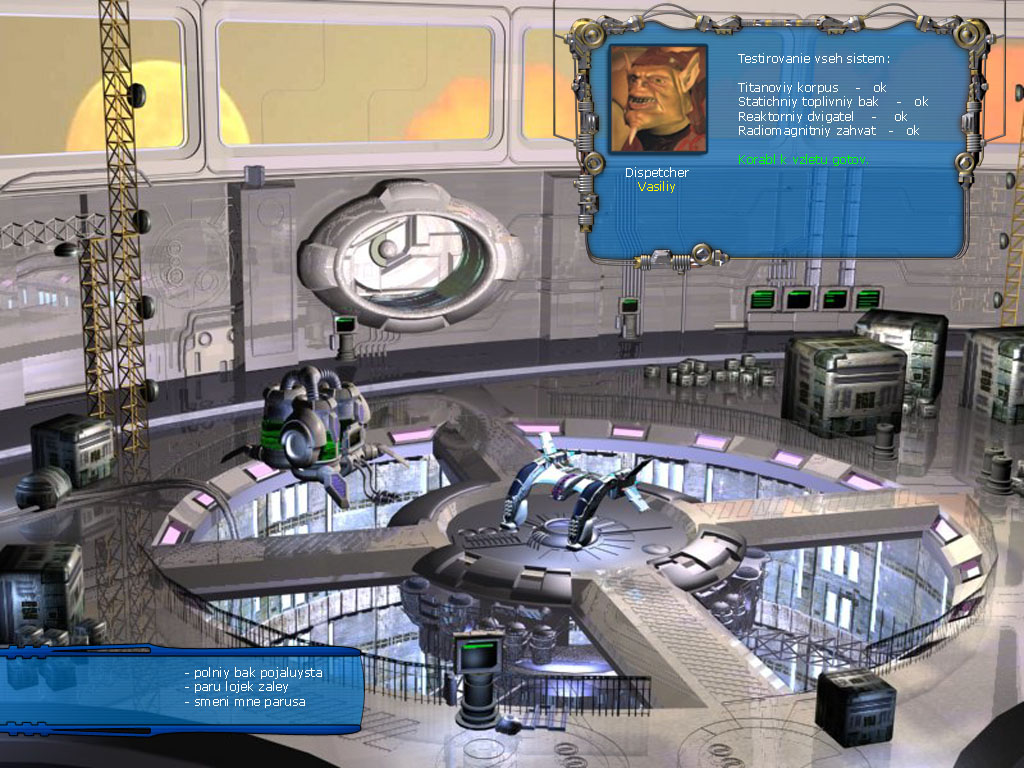 Testirovanie vseh sistem:
Titanoviy korpus - ok
Statichniy toplivniy bak - ok
Reaktorniy dvigatel - ok
Radiomagnitniy zahvat - ok
Korabl k vzletu gotov.
Dispetcher
Vasiliy
- polniy bak pojaluysta
- paru lojek zaley
- smeni mne parusa